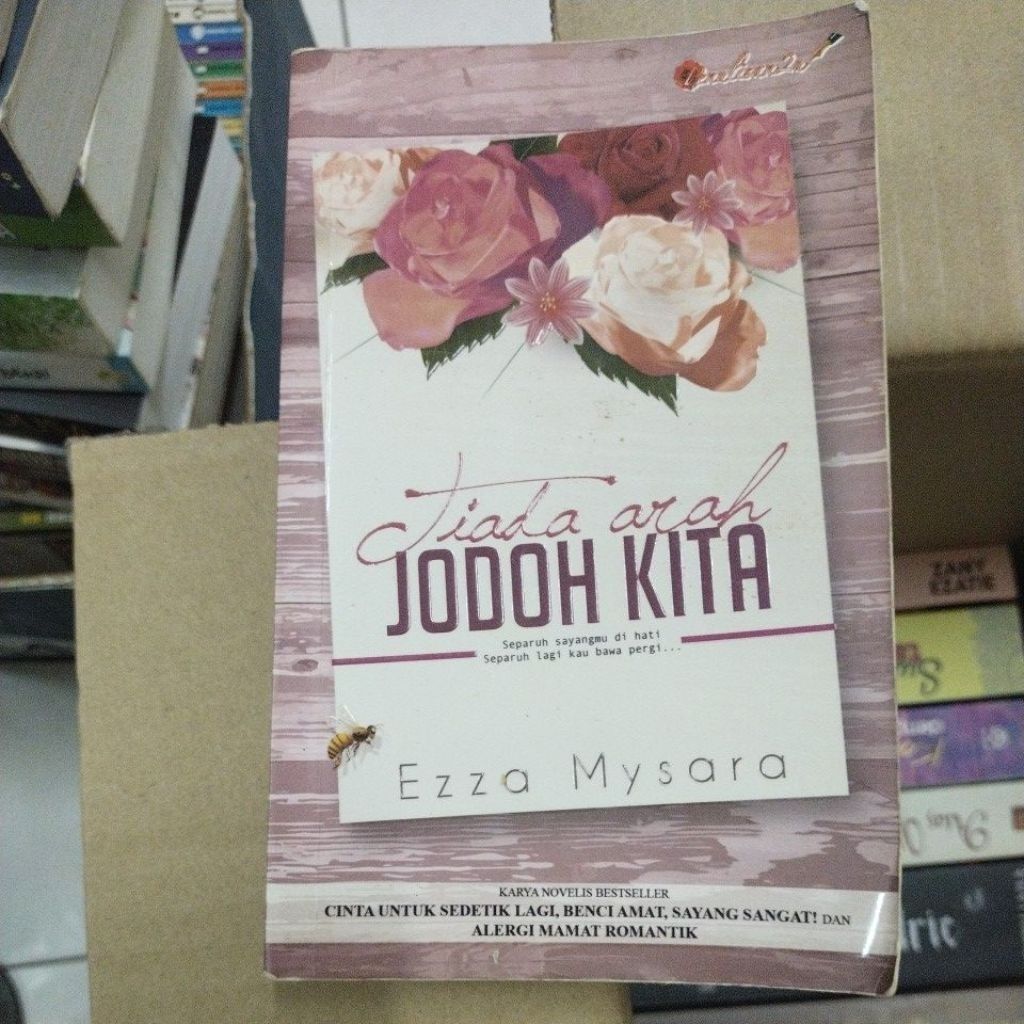 Tiada arah
JODOH KITA
Separuh sayangmu di hati
Separuh lagi kau bawa pergi...
Ezza Mysara
KARYA NOVELIS BESTSELLER
CINTA UNTUK SEDETIK LAGI, BENCI AMAT, SAYANG SANGAT! DAN
ALERGI MAMAT ROMANTIK